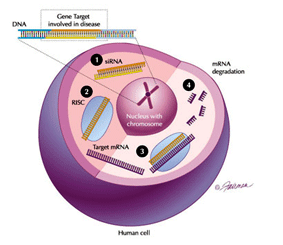 Gene Target
involved in disease
DNA
1
siRNA
mRNA
degradation
4
2
RISC
Nucleus with
chromosome
Target mRNA
3
Human cell